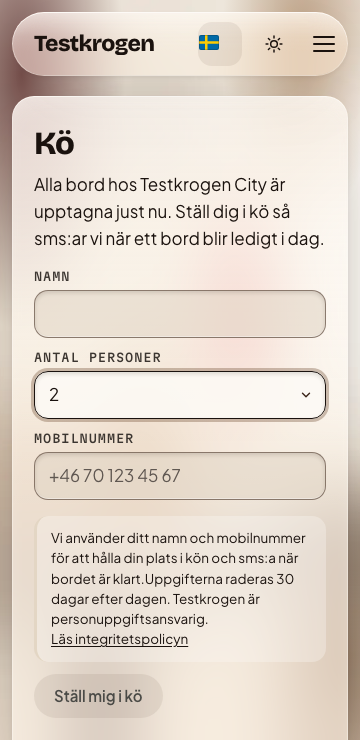 Testkrogen
Kö
Alla bord hos Testkrogen City är
upptagna just nu. Ställ dig i kö så
sms:ar vi när ett bord blir ledigt i dag.
NAMN
ANTAL PERSONER
2
MOBILNUMMER
+46 70 123 45 67
Vi använder ditt namn och mobilnummer
för att hålla din plats i kön och sms:a när
bordet är klart.Uppgifterna raderas 30
dagar efter dagen. Testkrogen är
personuppgiftsansvarig.
Läs integritetspolicyn
Ställ mig i kö